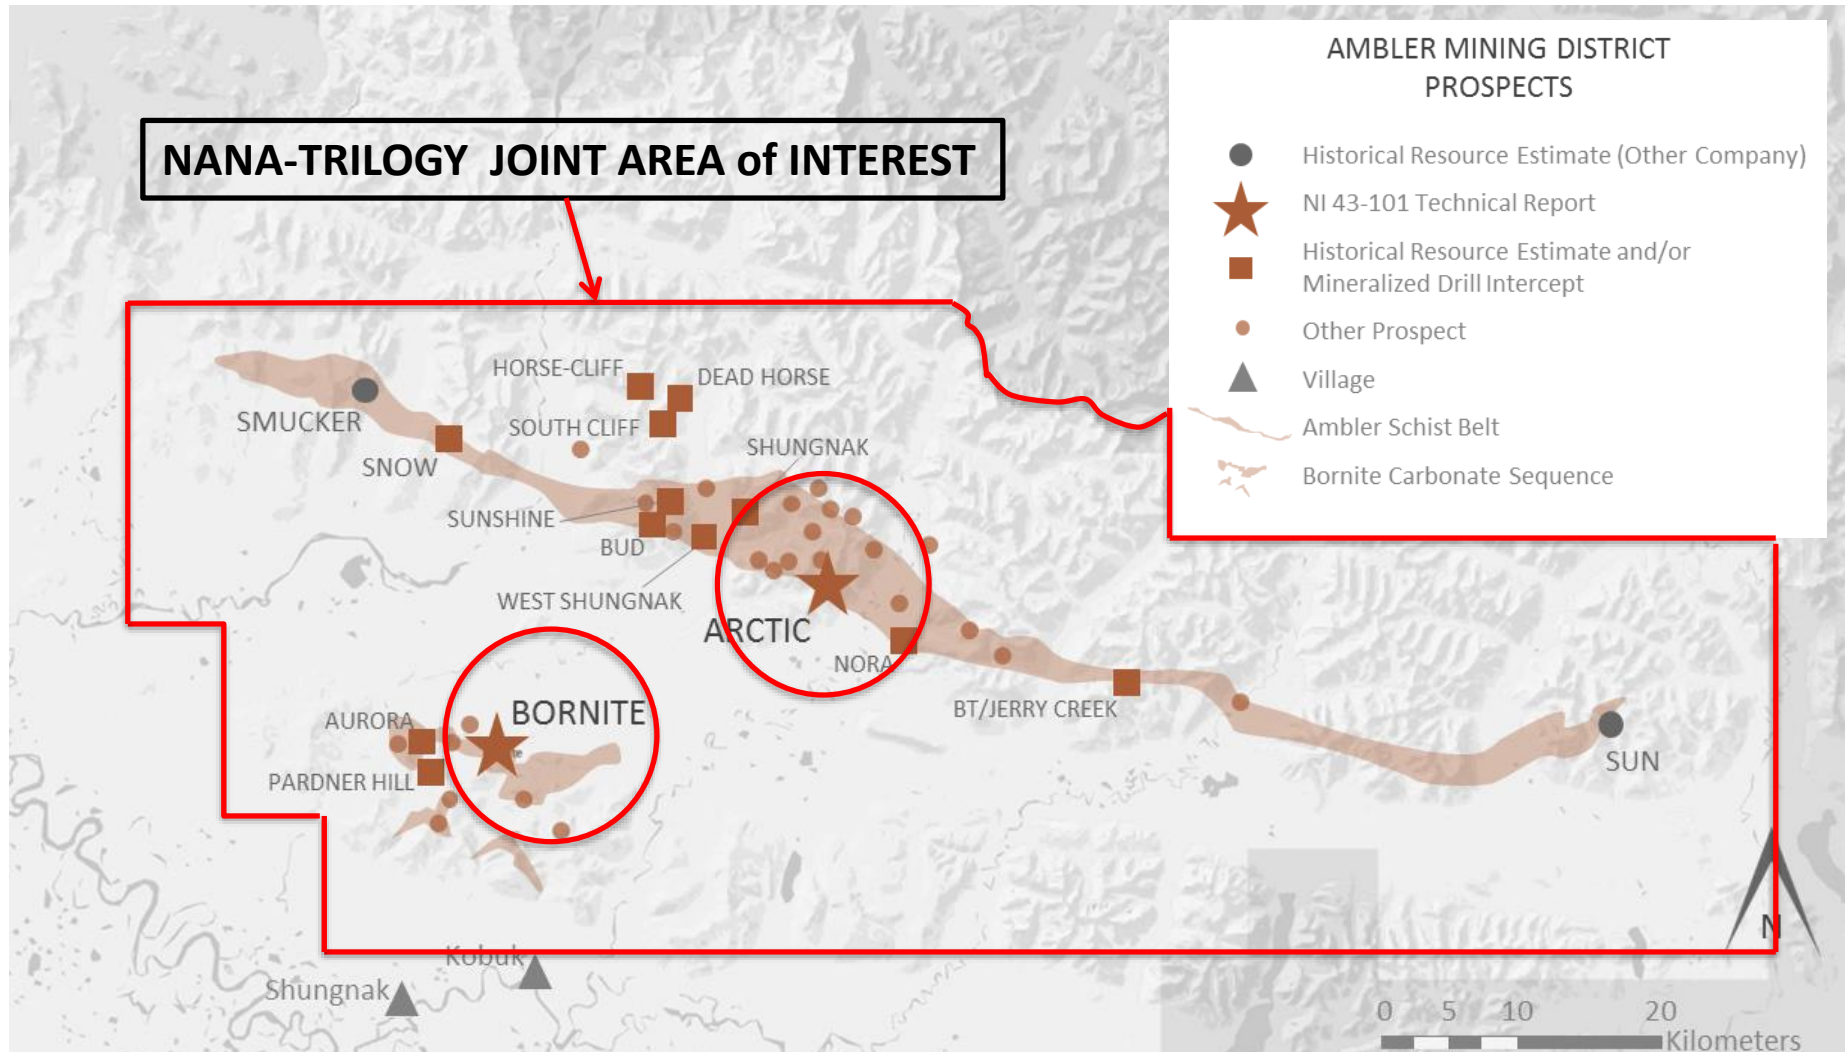 AMBLER MINING DISTRICT
PROSPECTS
Historical Resource Estimate (Other Company)
NI 43-101 Technical Report
Historical Resource Estimate and/or
Mineralized Drill Intercept
Other Prospect
Village
Ambler Schist Belt
Bornite Carbonate Sequence
NANA-TRILOGY JOINT AREA of INTEREST
HORSE-CLIFF
DEAD HORSE
SMUCKER
SOUTH CLIFF
SNOW
SHUNGNAK
SUNSHINE
BUD
WEST SHUNGNAK
ARCTIC
NORA
BT/JERRY CREEK
AURORA
BORNITE
PARDNER HILL
SUN
N
Kobuk
Shungnak
0 5 10 20
Kilometers